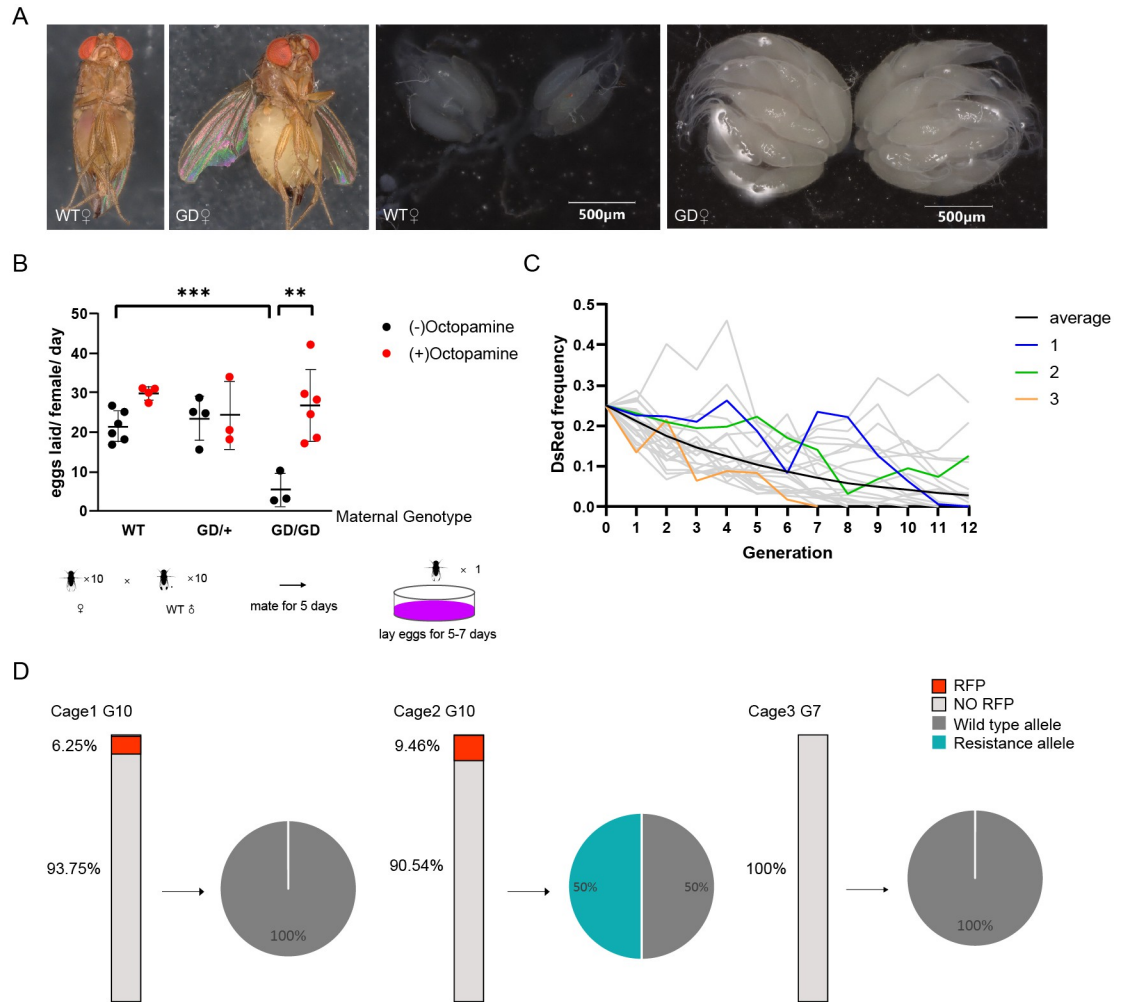 A
WT♀
GD♀
WT♀
500μm
GD♀
500μm
B
*** **
50
40
30
20
10
0
eggs laid/ female/ day
WT GD/+ GD/GD
Maternal Genotype
(-)Octopamine
(+)Octopamine
×10 × ×10
♀ WT ♂
mate for 5 days
× 1
lay eggs for 5-7 days
C
0.5
0.4
0.3
0.2
0.1
0.0
DsRed frequency
0 1 2 3 4 5 6 7 8 9 10 11 12
Generation
average
1
2
3
D
RFP
NO RFP
Wild type allele
Resistance allele
Cage1 G10
6.25%
93.75%
100%
Cage2 G10
9.46%
90.54%
50% 50%
Cage3 G7
100%
100%